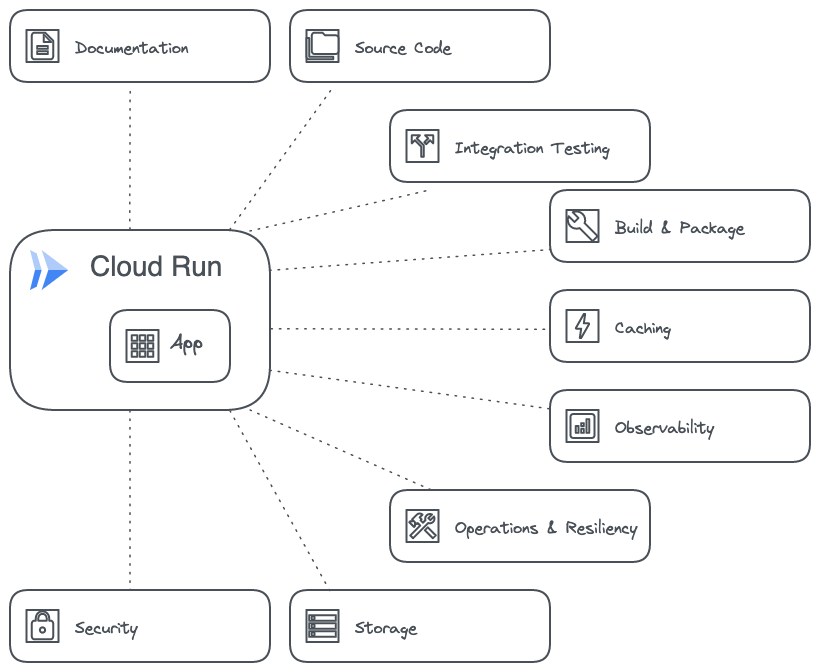 Documentation
Source Code
Integration Testing
Build & Package
Cloud Run
App
Caching
Observability
Operations & Resiliency
Security
Storage